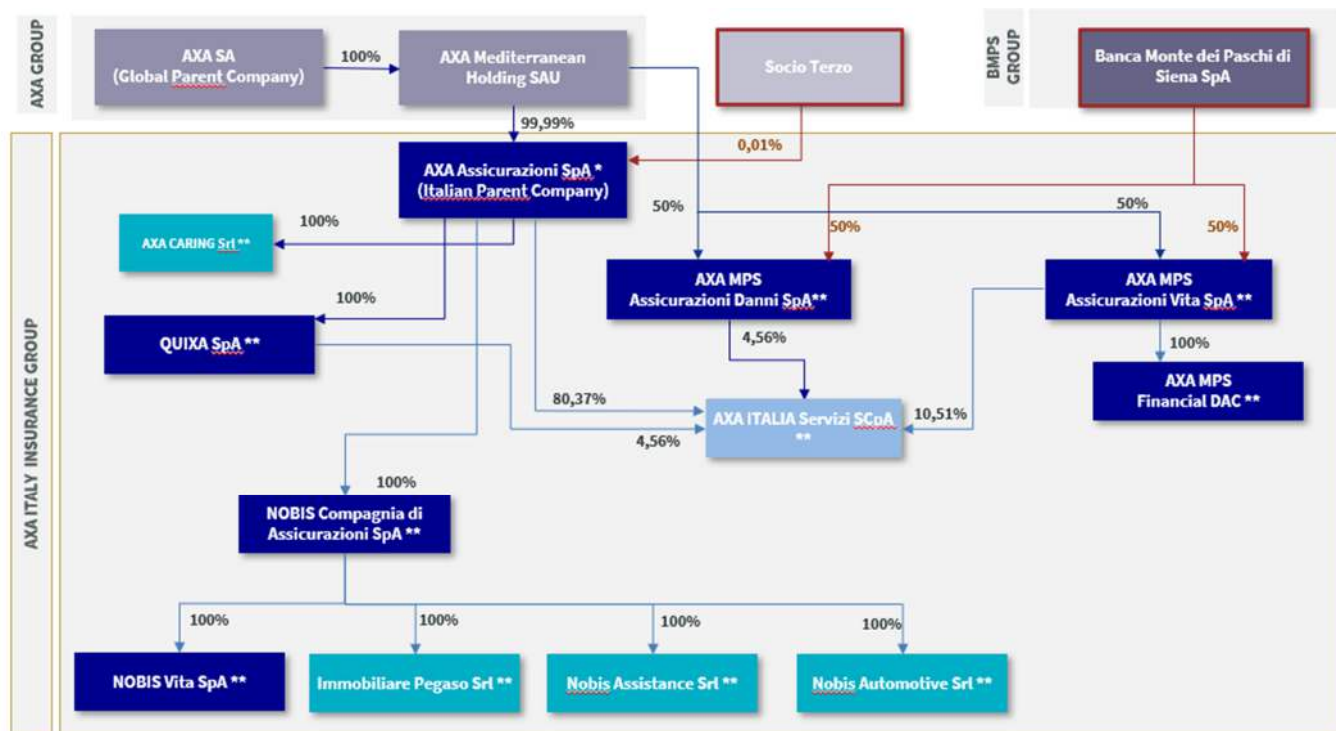 AXA GROUP
AXA SA
(Global Parent Company)
100%
AXA Mediterranean
Holding SAU
Socio Terzo
BMPS
GROUP
Banca Monte dei Paschi di
Siena SpA
99,99%
0,01%
AXA ITALY INSURANCE GROUP
AXA Assicurazioni SpA *
(Italian Parent Company)
50%
50%
50%
50%
100%
AXA CARING Srl **
AXA MPS
Assicurazioni Danni SpA**
AXA MPS
Assicurazioni Vita SpA **
100%
QUIXA SpA **
4,56%
100%
AXA MPS
Financial DAC **
80,37%
AXA ITALIA Servizi SCpA
**
10,51%
4,56%
100%
NOBIS Compagnia di
Assicurazioni SpA **
100%
100%
100%
100%
NOBIS Vita SpA **
Immobiliare Pegaso Srl **
Nobis Assistance Srl **
Nobis Automotive Srl **